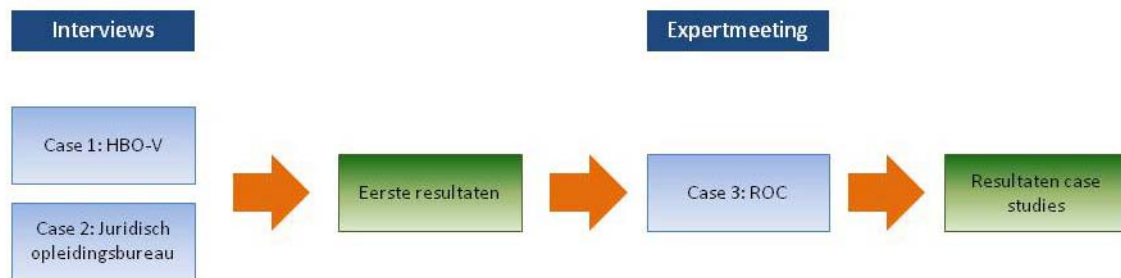 Interviews
Expertmeeting
Case 1: HBO-V
Case 2: Juridisch
opleidingsbureau
Eerste resultaten
Case 3: ROC
Resultaten case
studies